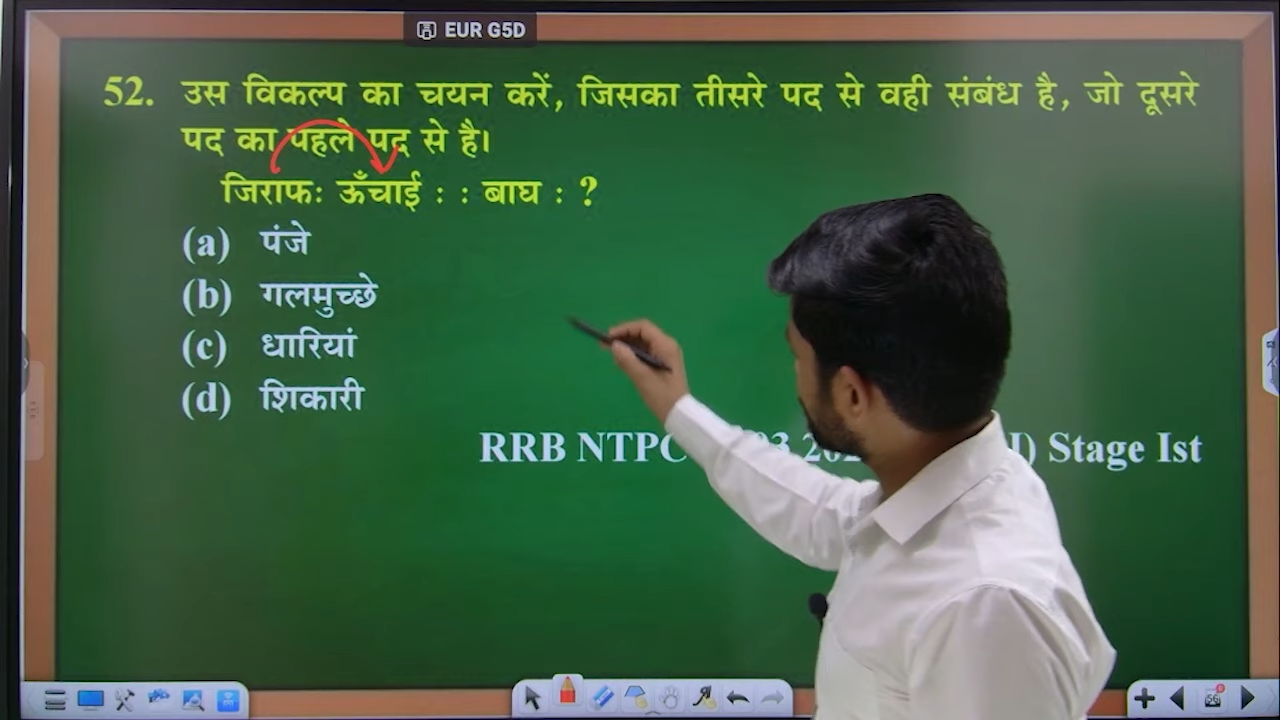 EUR G5D
52. उस विकल्प का चयन करें, जिसका तीसरे पद से वही संबंध है, जो दूसरे
पद का पहले पद से है।
जिराफः ऊँचाई : : बाघ : ?
(a) पंजे
(b) गलमुच्छे
(c) धारियां
(d) शिकारी
RRB NTPC Stage Ist
56